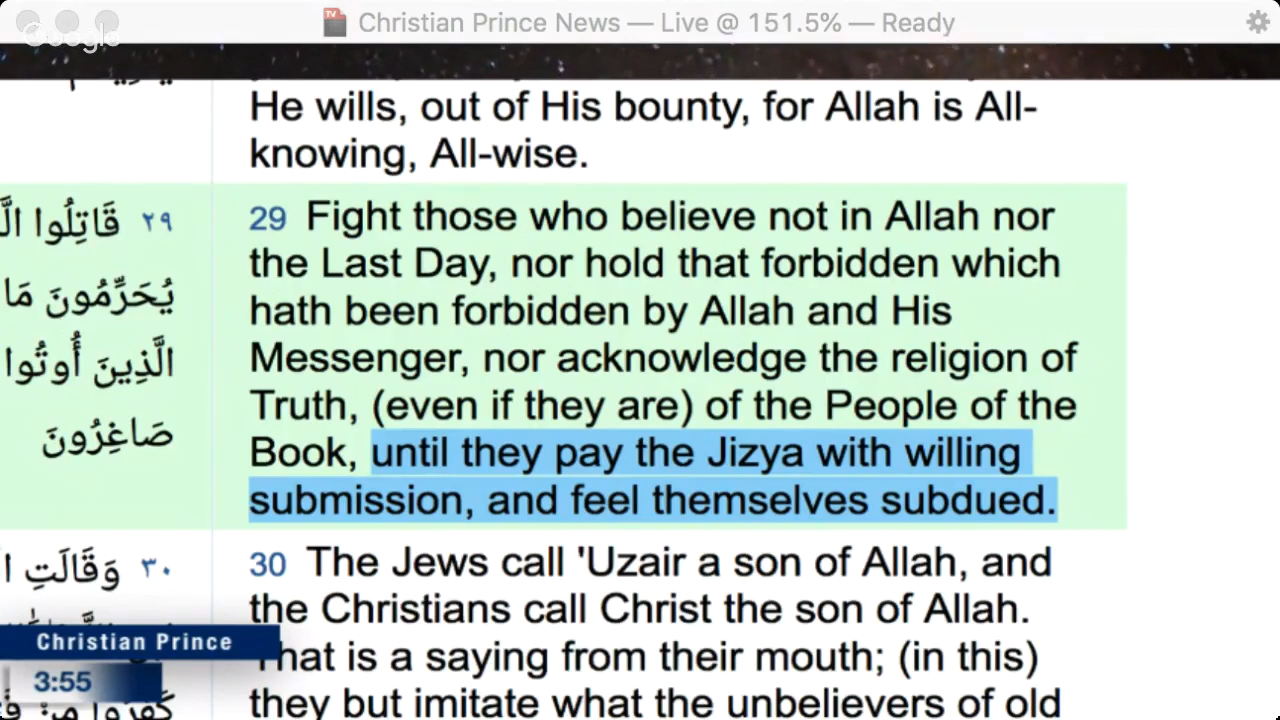 Christian Prince News — Live @ 151.5% — Ready
Google
He wills, out of His bounty, for Allah is All-
knowing, All-wise.
٢٩ قَاتِلُوا
29 Fight those who believe not in Allah nor
the Last Day, nor hold that forbidden which
يُحَرِّمُونَ مَا
hath been forbidden by Allah and His
Messenger, nor acknowledge the religion of
الَّذِينَ أُوتُوا
Truth, (even if they are) of the People of the
صَاغِرُونَ
Book, until they pay the Jizya with willing
submission, and feel themselves subdued.
٣٠ وَقَالَتِ
30 The Jews call 'Uzair a son of Allah, and
the Christians call Christ the son of Allah.
Christian Prince
That is a saying from their mouth; (in this)
3:55
they but imitate what the unbelievers of old